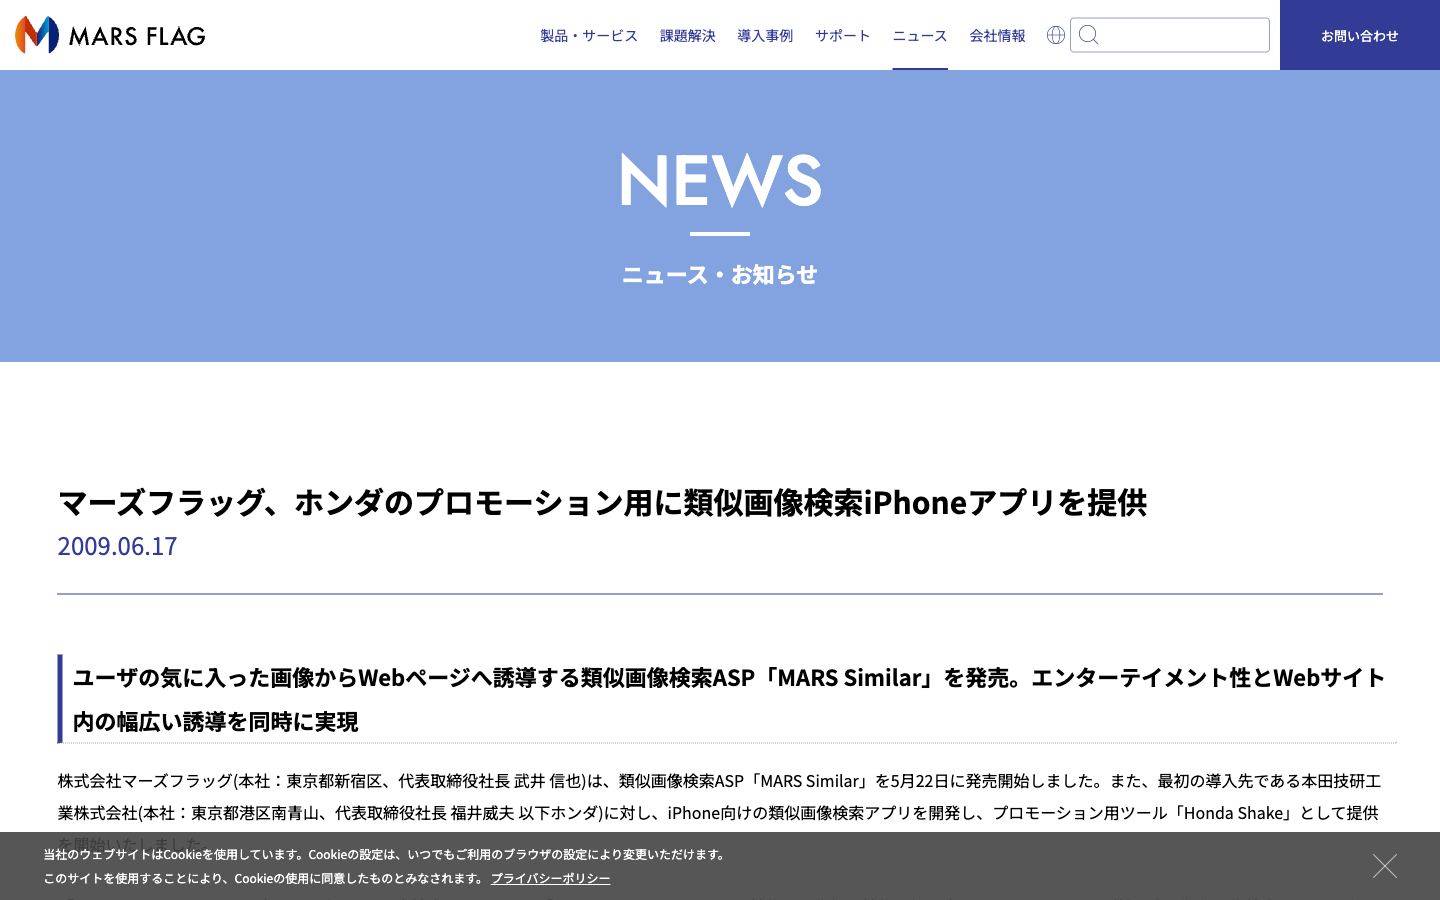 MARS FLAG
製品・サービス 課題解決 導入事例 サポート ニュース 会社情報 お問い合わせ
NEWS
ニュース・お知らせ
マーズフラッグ、ホンダのプロモーション用に類似画像検索iPhoneアプリを提供
2009.06.17
ユーザの気に入った画像からWebページへ誘導する類似画像検索ASP「MARS Similar」を発売。エンターテイメント性とWebサイト
内の幅広い誘導を同時に実現
株式会社マーズフラッグ(本社：東京都新宿区、代表取締役社長 武井 信也)は、類似画像検索ASP「MARS Similar」を5月22日に発売開始しました。また、最初の導入先である本田技研工
業株式会社(本社：東京都港区南青山、代表取締役社長 福井威夫 以下ホンダ)に対し、iPhone向けの類似画像検索アプリを開発し、プロモーション用ツール「Honda Shake」として提供
を開始いたしました。
当社のウェブサイトはCookieを使用しています。Cookieの設定は、いつでもご利用のブラウザの設定により変更いただけます。
このサイトを使用することにより、Cookieの使用に同意したものとみなされます。 プライバシーポリシー